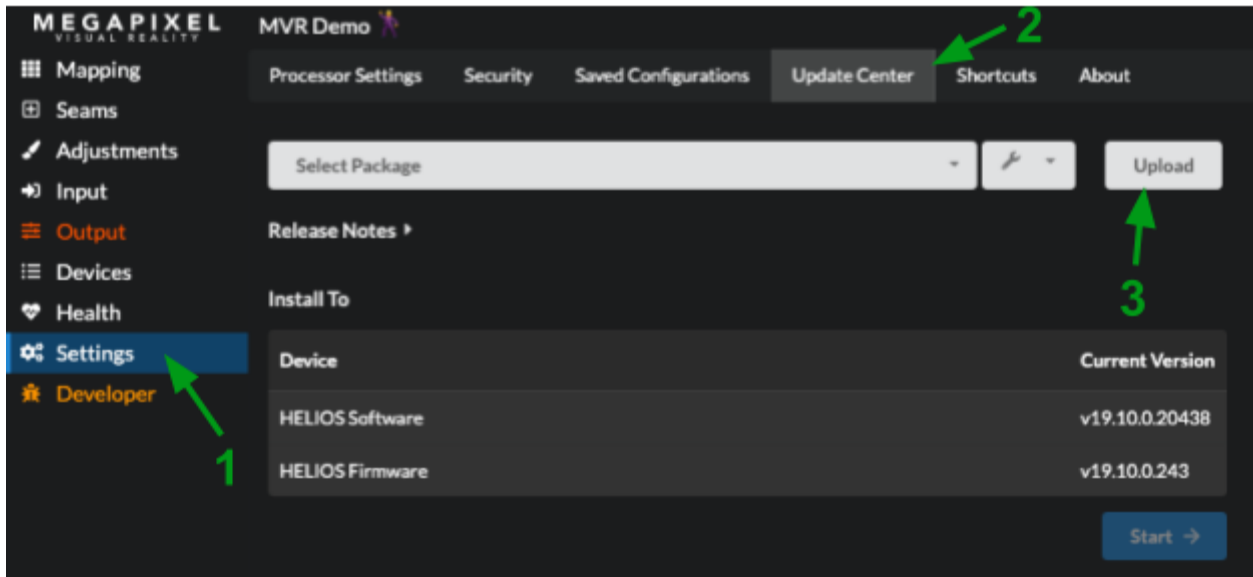 MEGAPIXEL
VISUAL REALITY
MVR Demo
2
Mapping
Seams
Adjustments
Input
Output
Devices
Health
Settings
Developer
1
Processor Settings Security Saved Configurations Update Center Shortcuts About
Select Package Upload
Release Notes
3
Install To
Device Current Version
HELIOS Software v19.10.0.20438
HELIOS Firmware v19.10.0.243
Start →